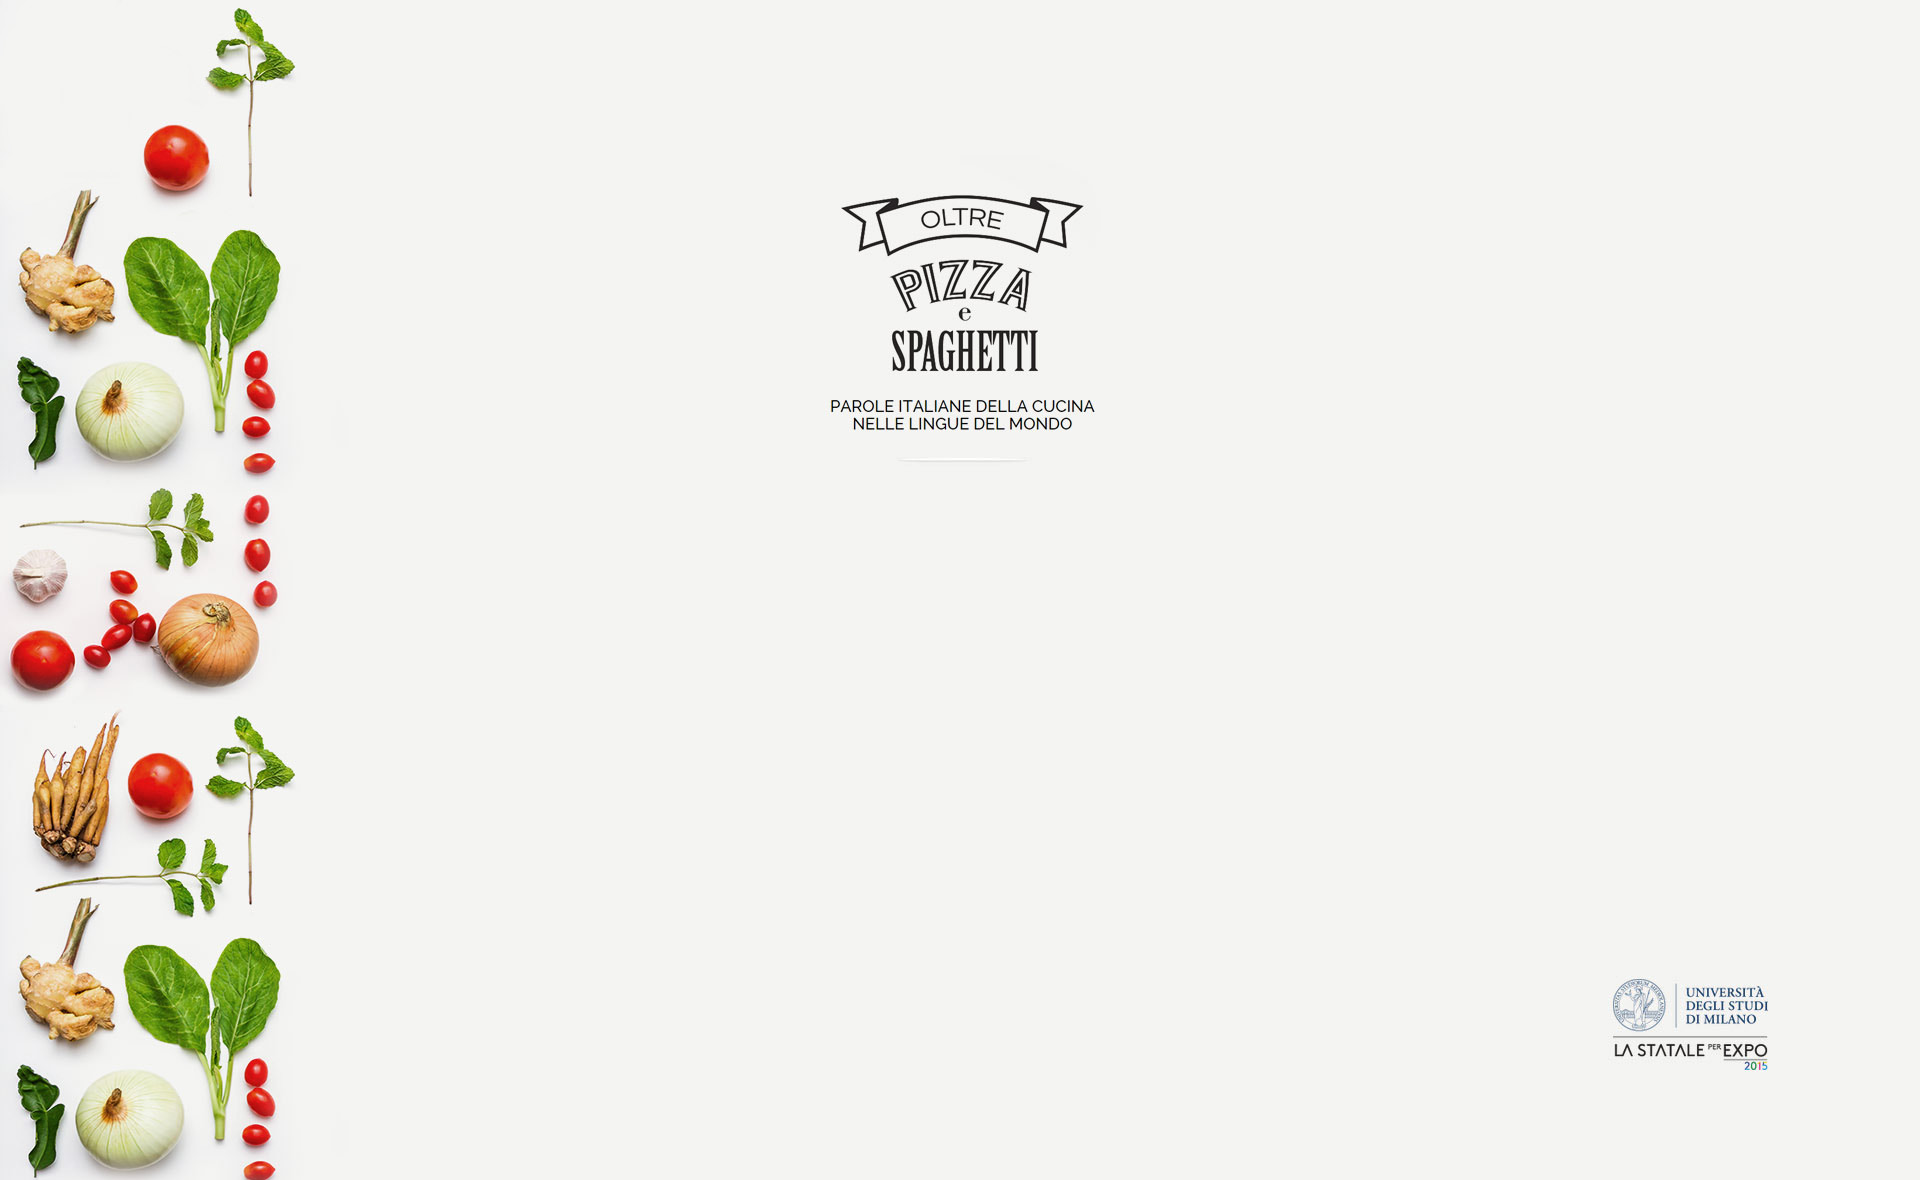 OLTRE
PIZZA
e
SPAGHETTI
PAROLE ITALIANE DELLA CUCINA
NELLE LINGUE DEL MONDO
UNIVERSITÀ
DEGLI STUDI
DI MILANO
LA STATALE PER EXPO
2015